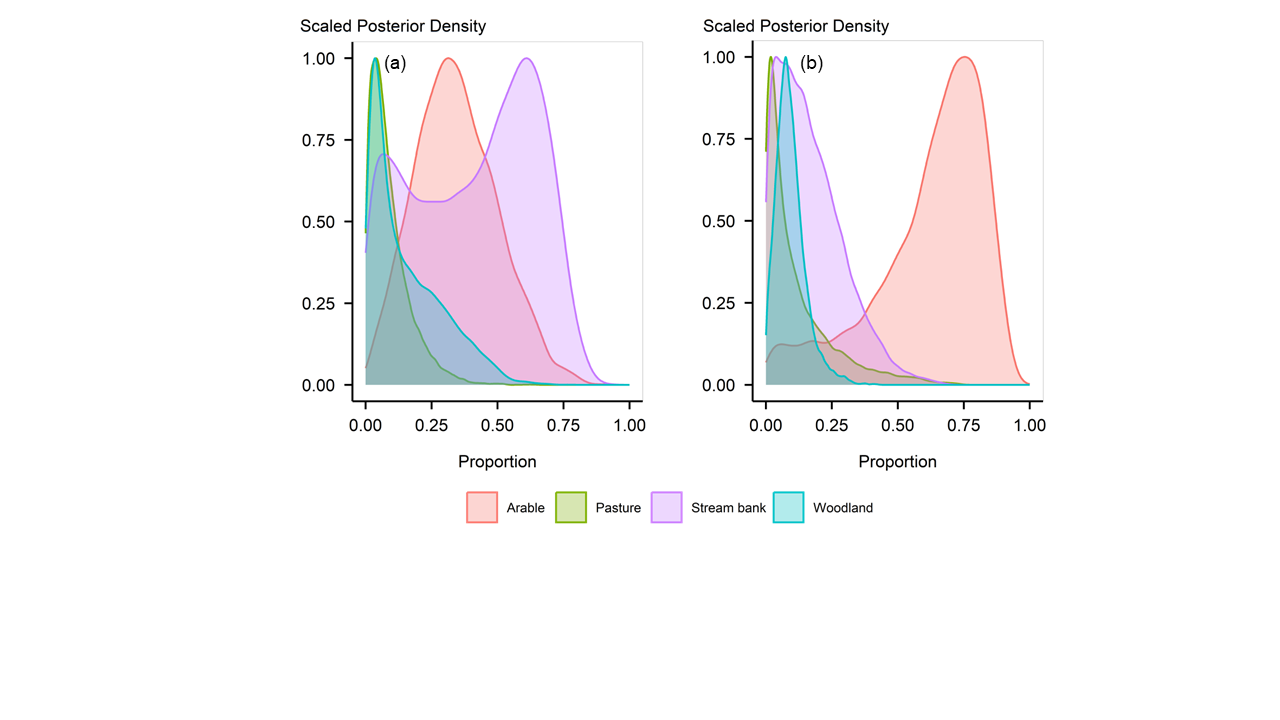 Scaled Posterior Density
Scaled Posterior Density
(a)
(b)
1.00
0.75
0.50
0.25
0.00
1.00
0.75
0.50
0.25
0.00
0.00 0.25 0.50 0.75 1.00
0.00 0.25 0.50 0.75 1.00
Proportion
Proportion
Arable Pasture Stream bank Woodland